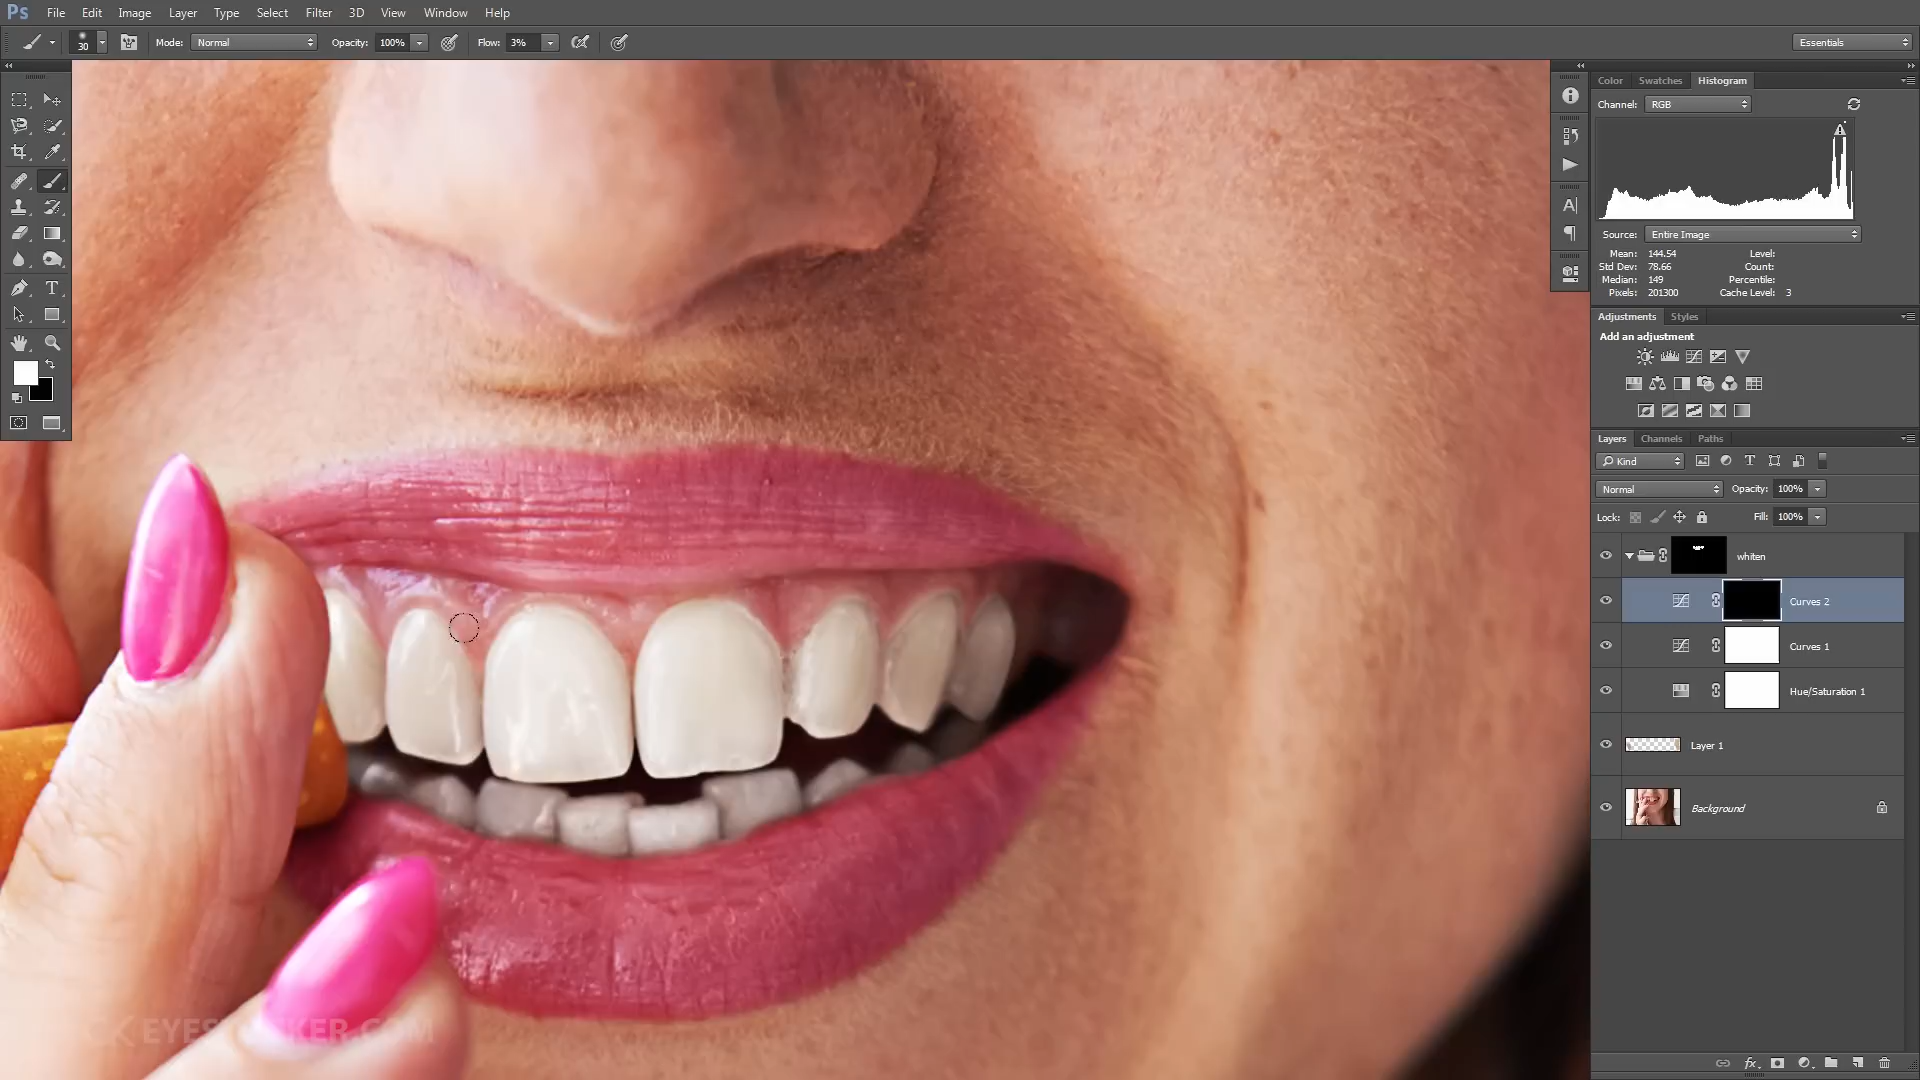 Ps File Edit Image Layer Type Select Filter 3D View Window Help
30 Mode: Normal Opacity: 100% Flow: 3% Essentials
Color Swatches Histogram
Channel: RGB
Source: Entire Image
Mean: 144.54 Level:
Std Dev: 78.66 Count:
Median: 149 Percentile:
Pixels: 201300 Cache Level: 3
Adjustments Styles
Add an adjustment
Layers Channels Paths
Kind
Normal Opacity: 100%
Lock: Fill: 100%
whiten
Curves 2
Curves 1
Hue/Saturation 1
Layer 1
Background